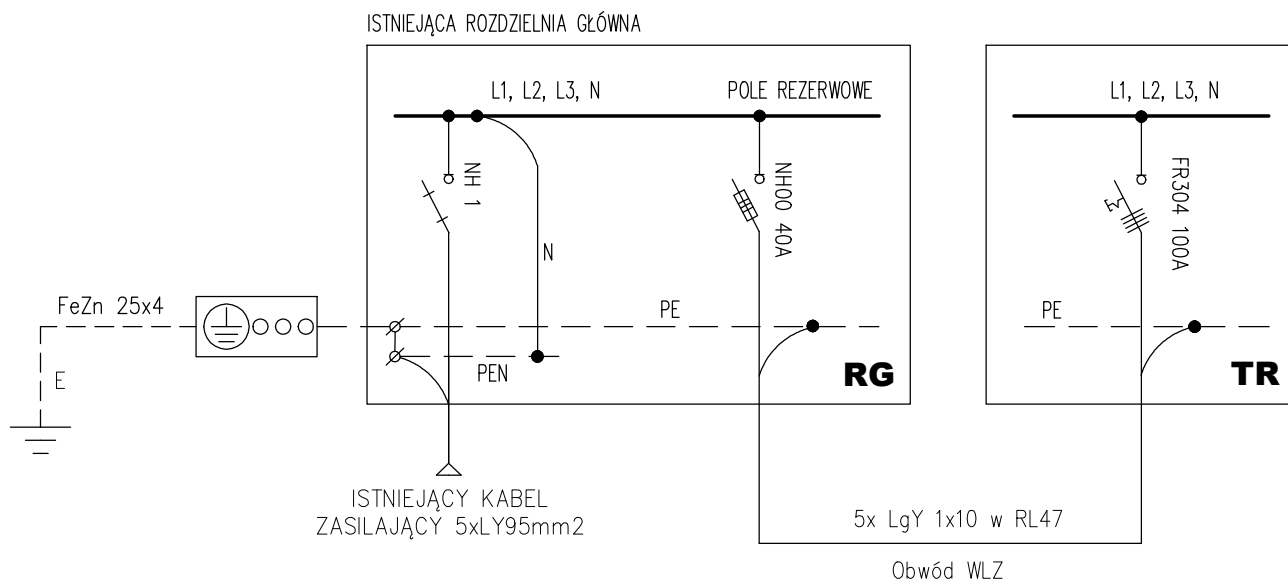 ISTNIEJĄCA ROZDZIELNIA GŁÓWNA
L1, L2, L3, N
POLE REZERWOWE
L1, L2, L3, N
NH 1
NH00 40A
FR304 100A
N
FeZn 25x4
PE
PE
E
PEN
RG
TR
ISTNIEJĄCY KABEL
ZASILAJĄCY 5xLY95mm2
5x LgY 1x10 w RL47
Obwód WLZ